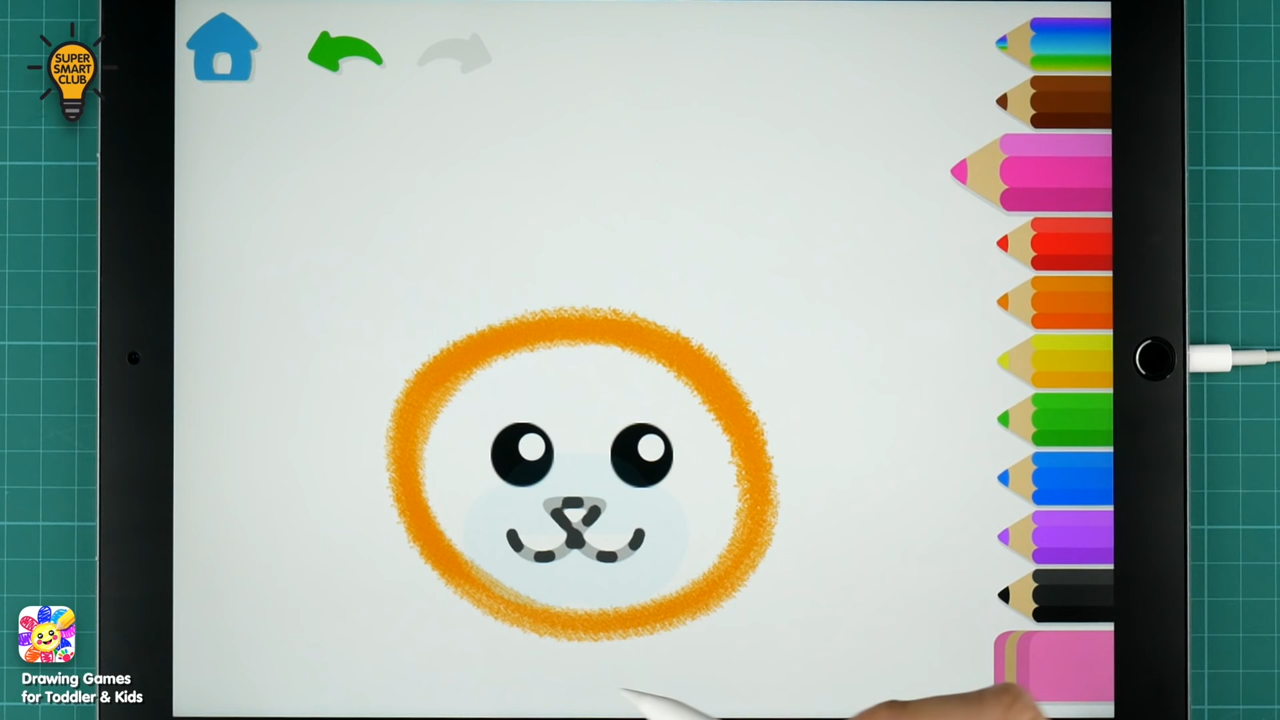 SUPER
SMART
CLUB
Drawing Games
for Toddler & Kids